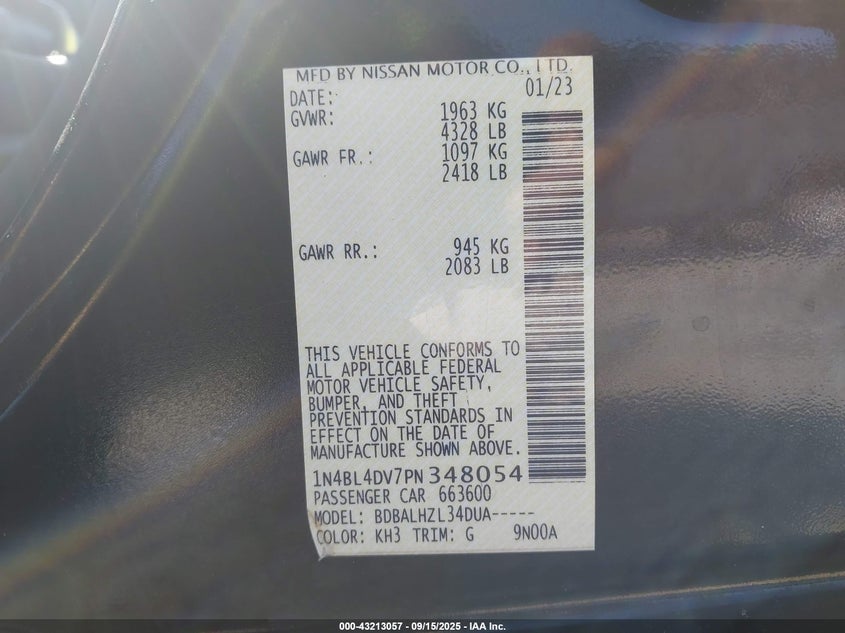 MFD BY NISSAN MOTOR CO., LTD.
DATE: 01/23
GVWR: 1963 KG
4328 LB
GAWR FR.: 1097 KG
2418 LB
GAWR RR.: 945 KG
2083 LB
THIS VEHICLE CONFORMS TO
ALL APPLICABLE FEDERAL
MOTOR VEHICLE SAFETY,
BUMPER, AND THEFT
PREVENTION STANDARDS IN
EFFECT ON THE DATE OF
MANUFACTURE SHOWN ABOVE.
1N4BL4DV7PN348054
PASSENGER CAR 663600
MODEL: BDBALHZL34DUA-----
COLOR: KH3 TRIM: G 9N00A
000-43213057 - 09/15/2025 - IAA Inc.